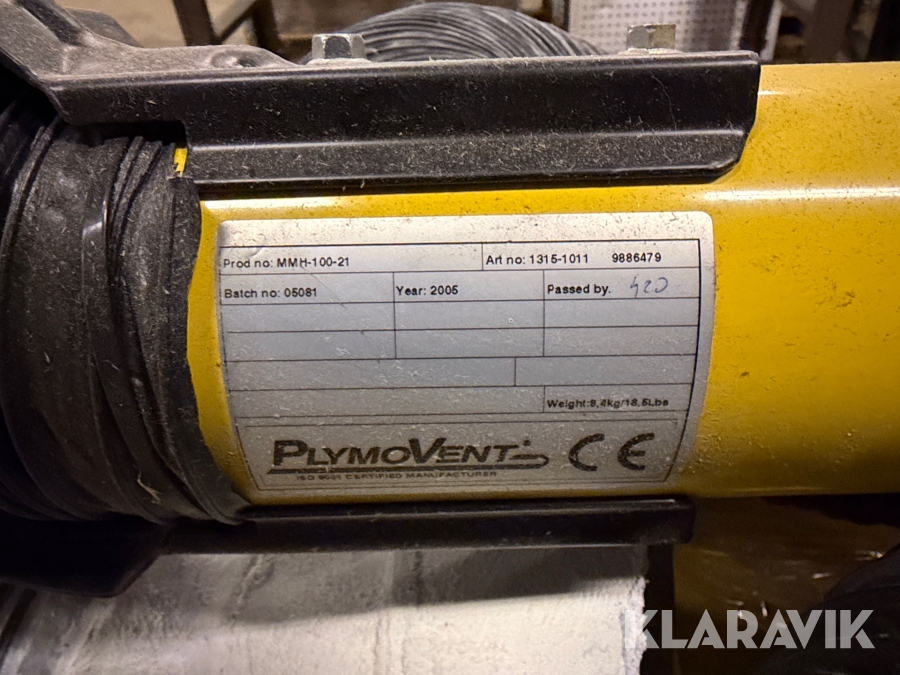 Prod no: MMH-100-21 Art no: 1315-1011 9886479
Batch no: 05081 Year: 2005 Passed by. 420
Weight:8,4kg/18,5Lbs
PLYMOVENT CE
ISO 9001 CERTIFIED MANUFACTURER
KLARAVIK